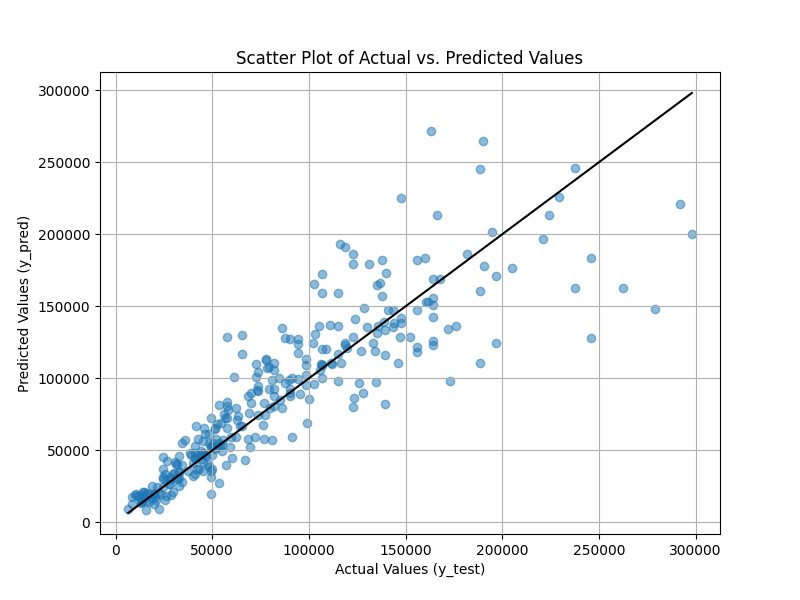 Scatter Plot of Actual vs. Predicted Values
300000
250000
200000
150000
100000
50000
0
Predicted Values (y_pred)
0 50000 100000 150000 200000 250000 300000
Actual Values (y_test)